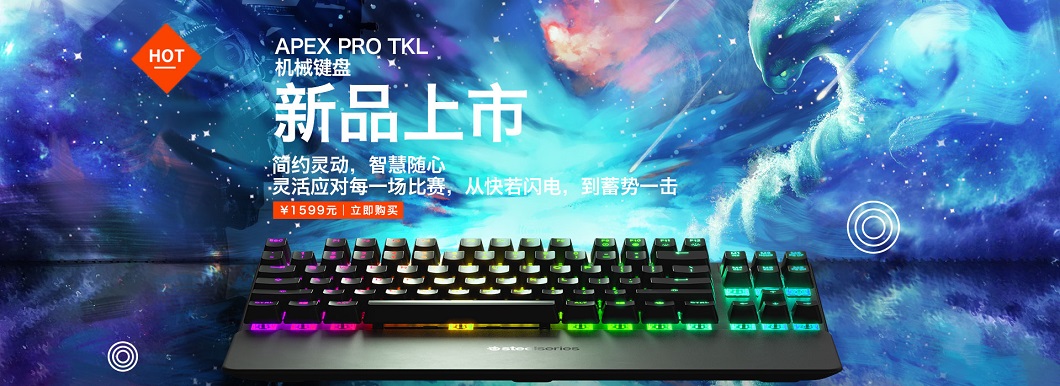 HOT
APEX PRO TKL
机械键盘
新品上市
简约灵动，智慧随心
灵活应对每一场比赛，从快若闪电，到蓄势一击
￥1599元｜立即购买
steelseries